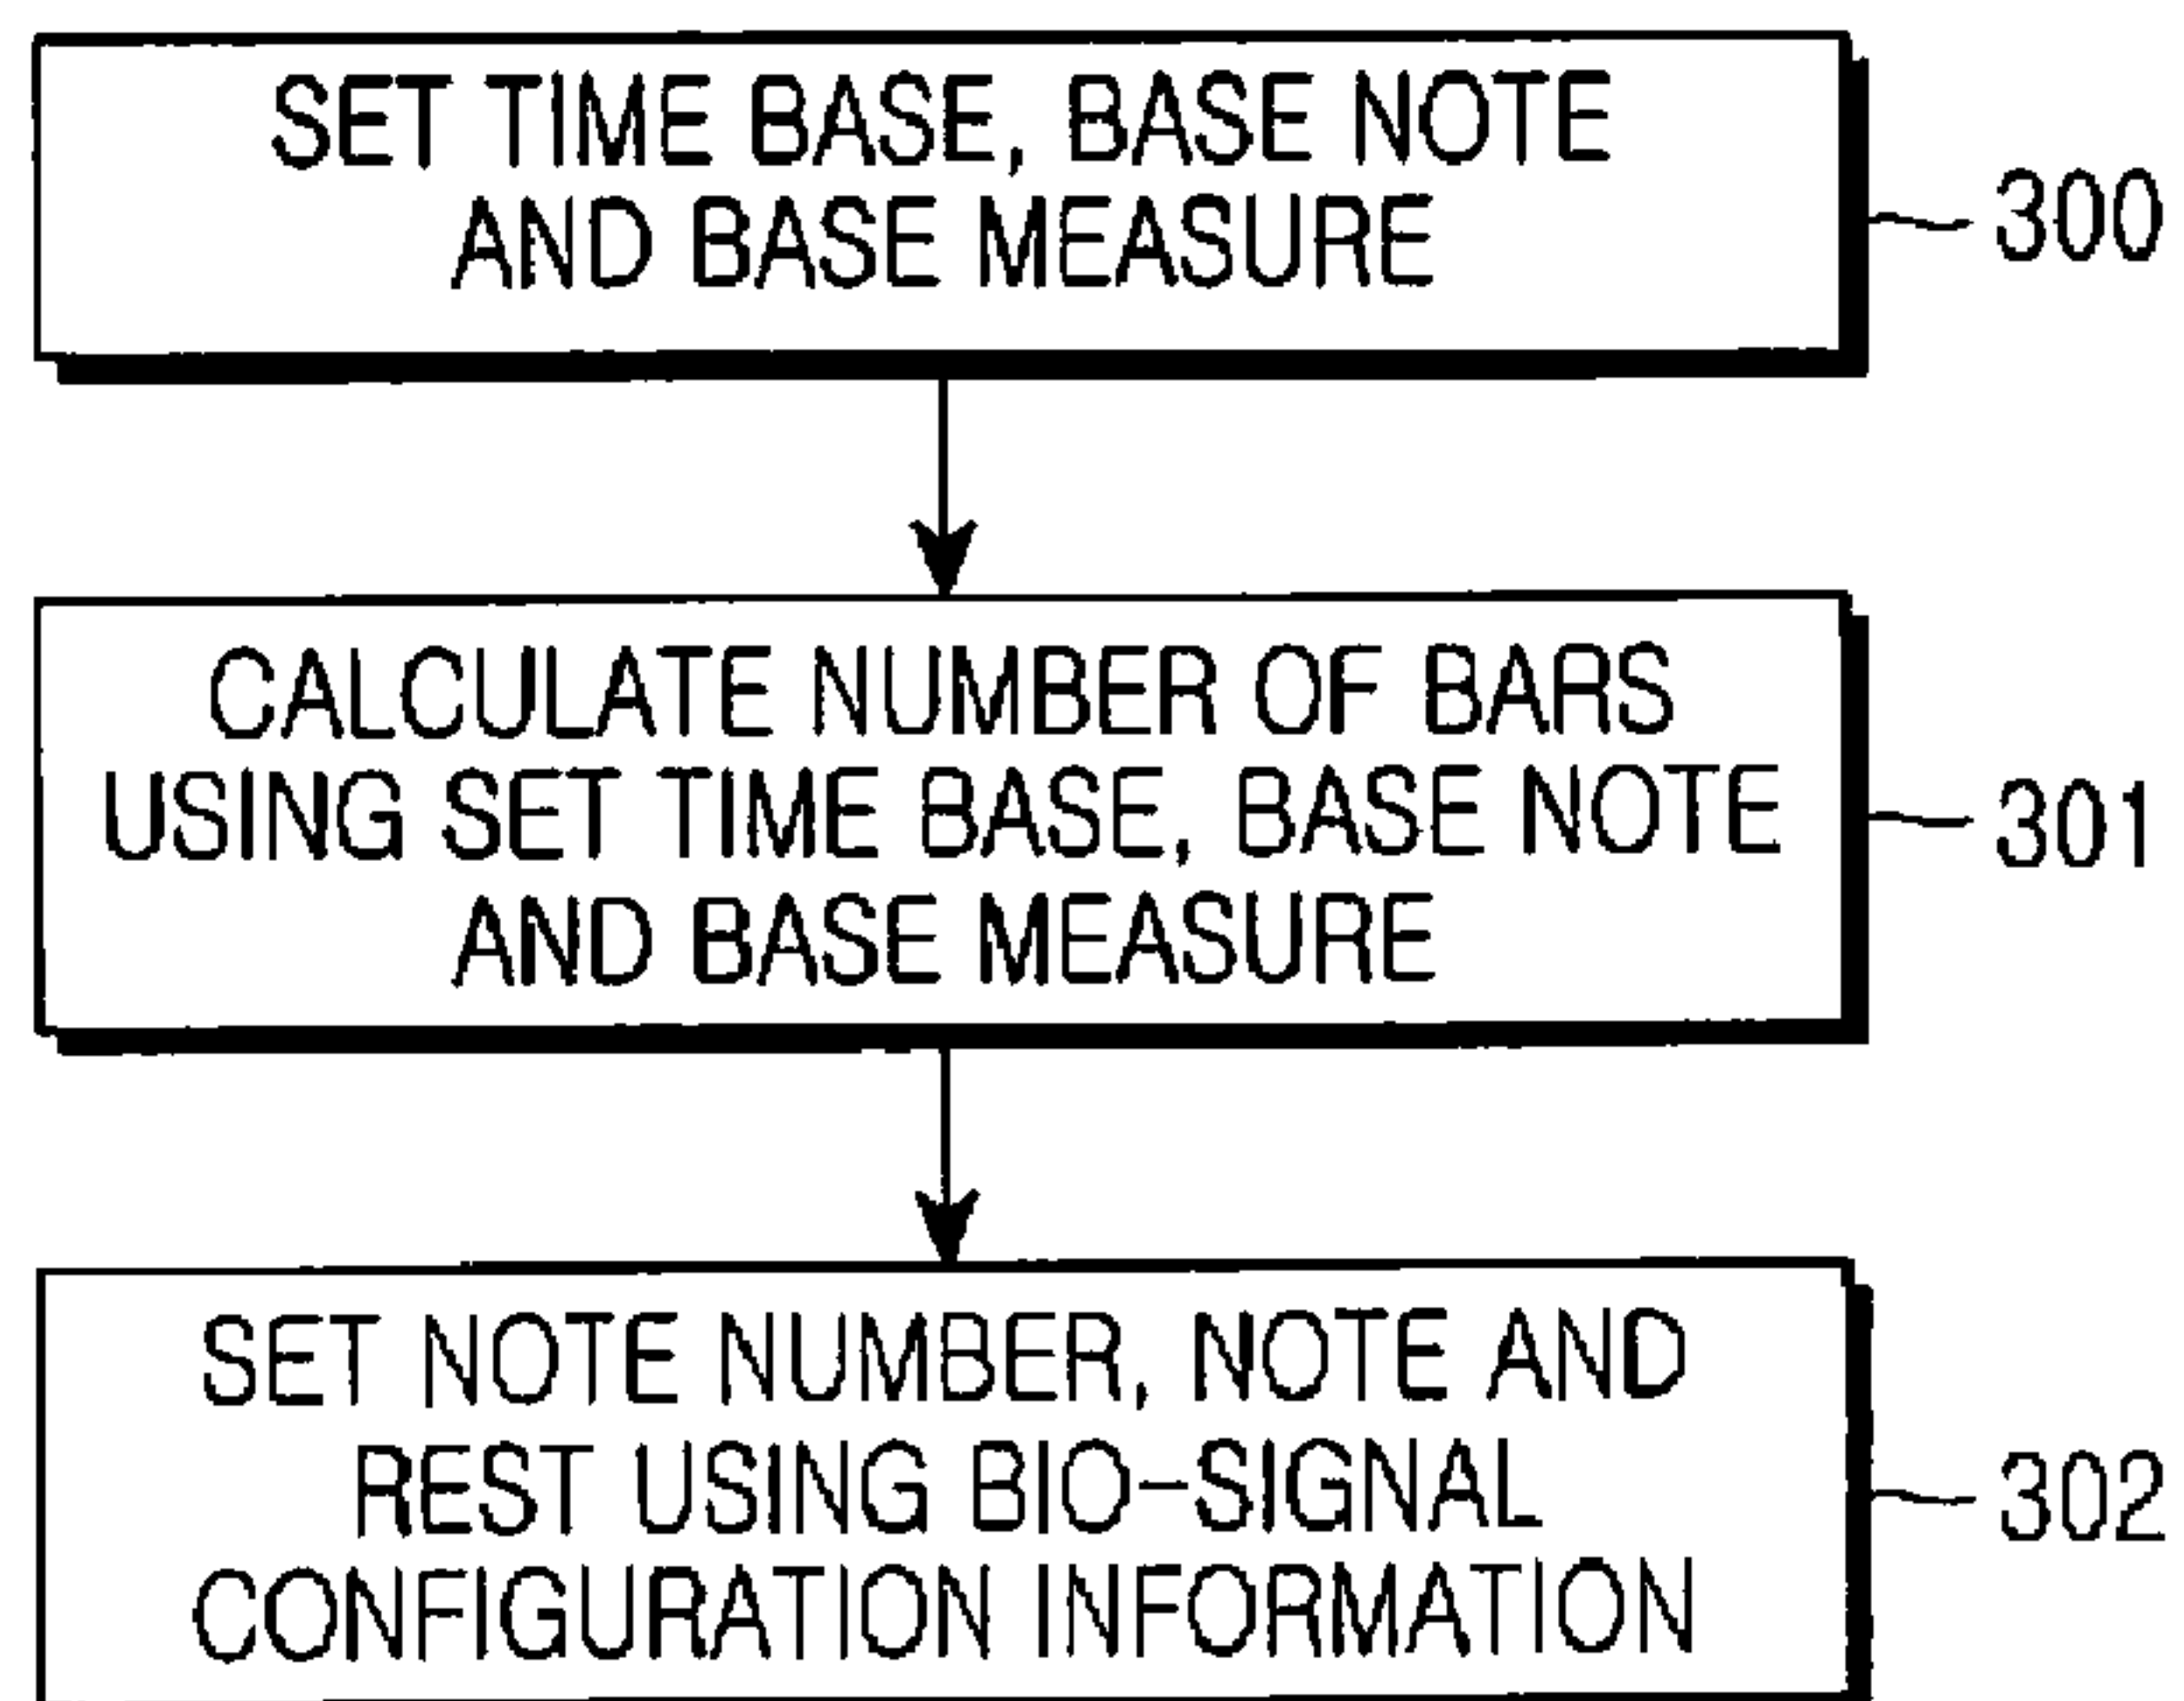 SET TIME BASE, BASE NOTE
AND BASE MEASURE
300
CALCULATE NUMBER OF BARS
USING SET TIME BASE, BASE NOTE
AND BASE MEASURE
301
SET NOTE NUMBER, NOTE AND
REST USING BIO-SIGNAL
CONFIGURATION INFORMATION
302